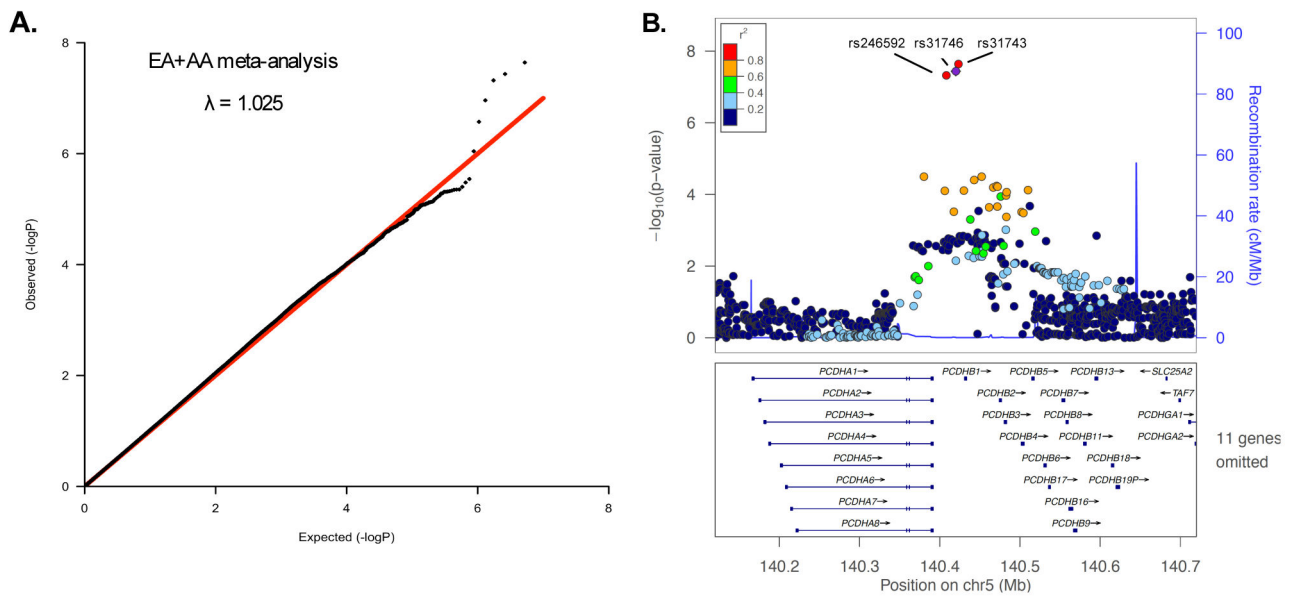 A.
EA+AA meta-analysis
λ = 1.025
8
6
4
2
0
0
2
4
6
8
Observed (-logP)
Expected (-logP)
B.
r²
0.8
0.6
0.4
0.2
rs246592
rs31746
rs31743
8
6
4
2
0
−log10(p−value)
100
80
60
40
20
0
Recombination rate (cM/Mb)
PCDHA1→ PCDHB1→ PCDHB5→ PCDHB13→ ←SLC25A2
PCDHA2→ PCDHB2→ PCDHB7→ ←TAF7
PCDHA3→ PCDHB3→ PCDHB8→ PCDHGA1→
PCDHA4→ PCDHB4→ PCDHB11→ PCDHGA2→
PCDHA5→ PCDHB6→ PCDHB18→
PCDHA6→ PCDHB17→ PCDHB19P→
PCDHA7→ PCDHB16→
PCDHA8→ PCDHB9→
11 genes
omitted
140.2 140.3 140.4 140.5 140.6 140.7
Position on chr5 (Mb)